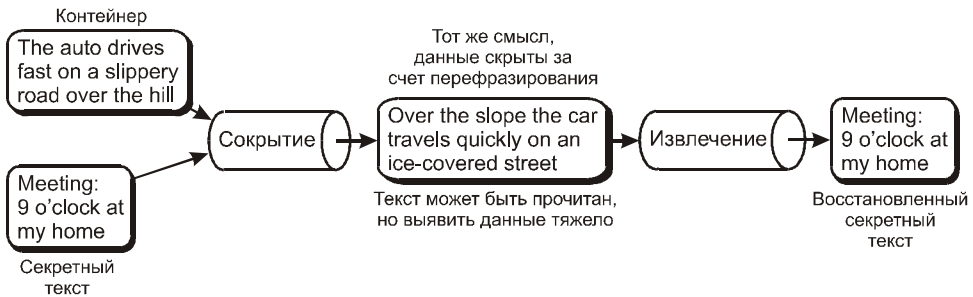 Контейнер
The auto drives
fast on a slippery
road over the hill
Meeting:
9 o'clock at
my home
Секретный
текст
Сокрытие
Тот же смысл,
данные скрыты за
счет перефразирования
Over the slope the car
travels quickly on an
ice-covered street
Текст может быть прочитан,
но выявить данные тяжело
Извлечение
Meeting:
9 o'clock at
my home
Восстановленный
секретный
текст